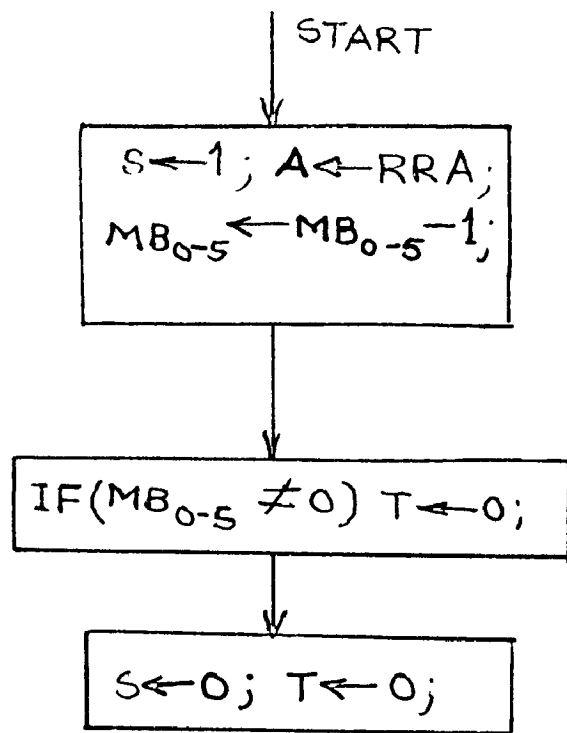 START
S←1; A←RRA;
MB₀₋₅←MB₀₋₅-1;
IF(MB₀₋₅ ≠0) T←0;
S←0; T←0;